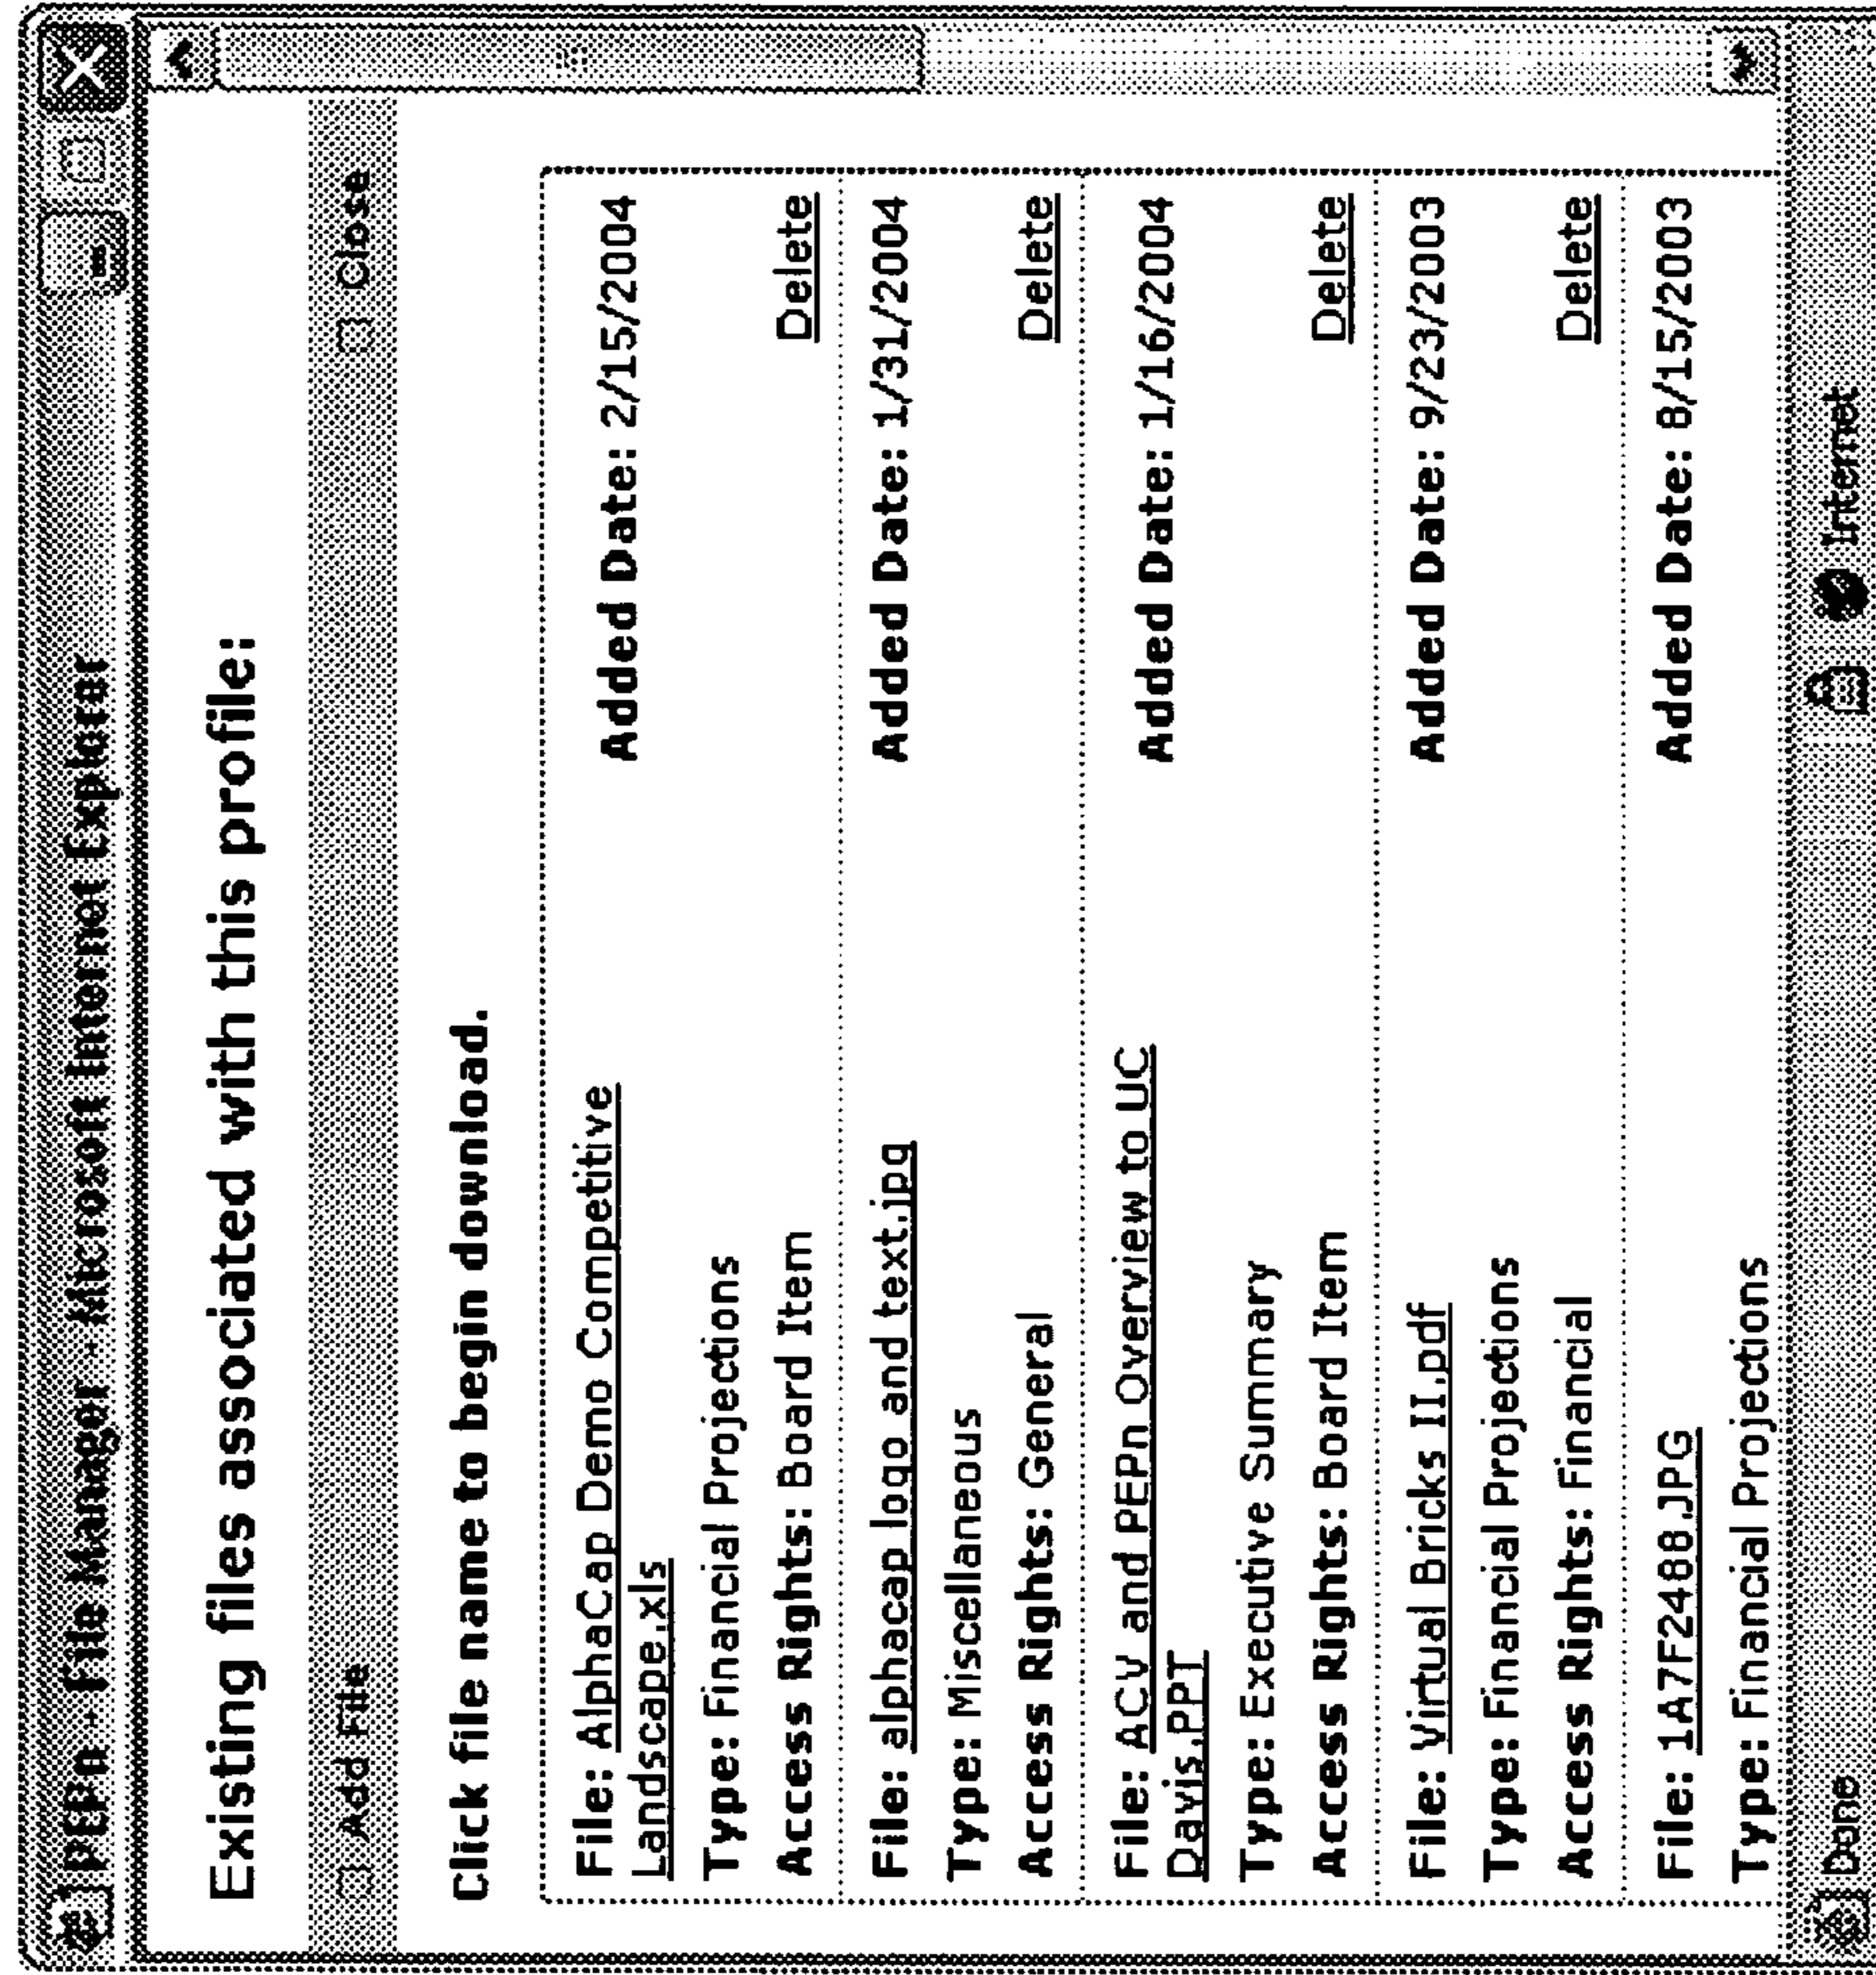 PEPn - File Manager - Microsoft Internet Explorer
Existing files associated with this profile:
Add File Close
Click file name to begin download.
File: AlphaCap Demo Competitive Added Date: 2/15/2004
Landscape.xls
Type: Financial Projections
Access Rights: Board Item Delete
File: alphacap logo and text.jpg Added Date: 1/31/2004
Type: Miscellaneous
Access Rights: General Delete
File: ACV and PEPn Overview to UC Added Date: 1/16/2004
Davis.PPT
Type: Executive Summary
Access Rights: Board Item Delete
File: Virtual Bricks II.pdf Added Date: 9/23/2003
Type: Financial Projections
Access Rights: Financial Delete
File: 1A7F2488.JPG Added Date: 8/15/2003
Type: Financial Projections
Done Internet